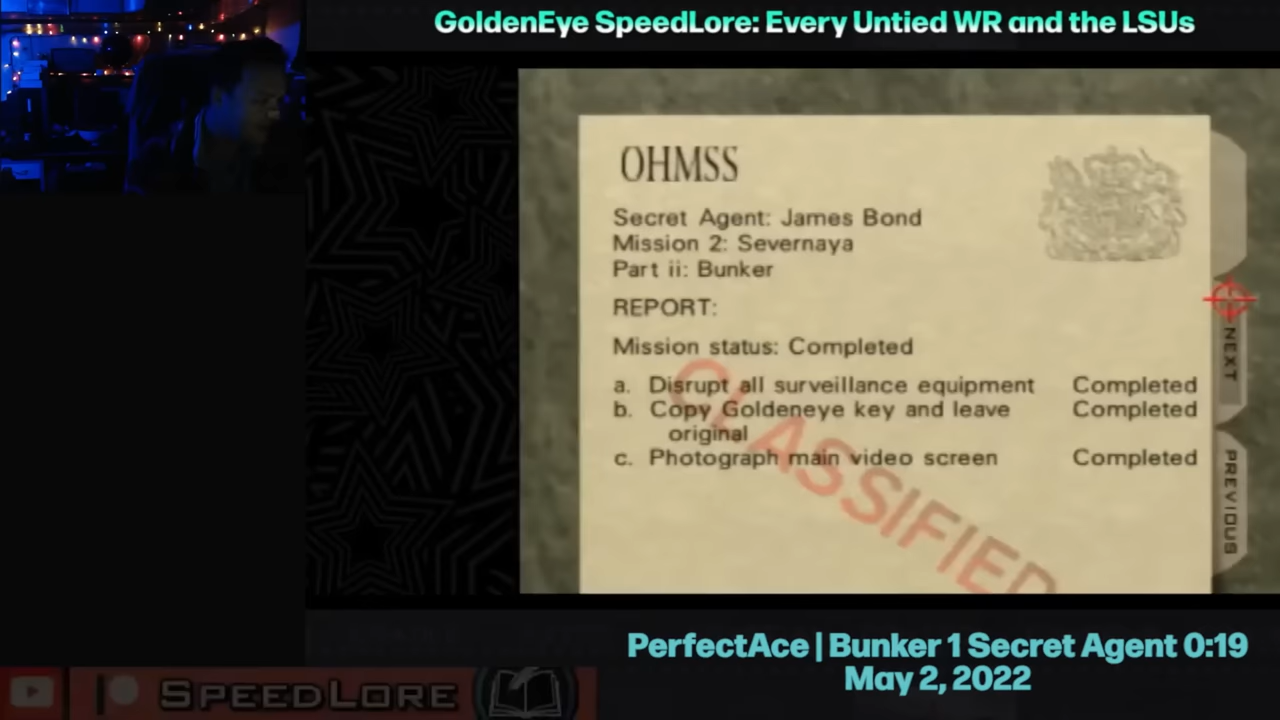 GoldenEye SpeedLore: Every Untied WR and the LSUs
OHMSS
Secret Agent: James Bond
Mission 2: Severnaya
Part ii: Bunker
REPORT:
Mission status: Completed
a. Disrupt all surveillance equipment Completed
b. Copy Goldeneye key and leave Completed
original
c. Photograph main video screen Completed
CLASSIFIED
NEXT
PREVIOUS
PerfectAce | Bunker 1 Secret Agent 0:19
May 2, 2022
SPEEDLORE